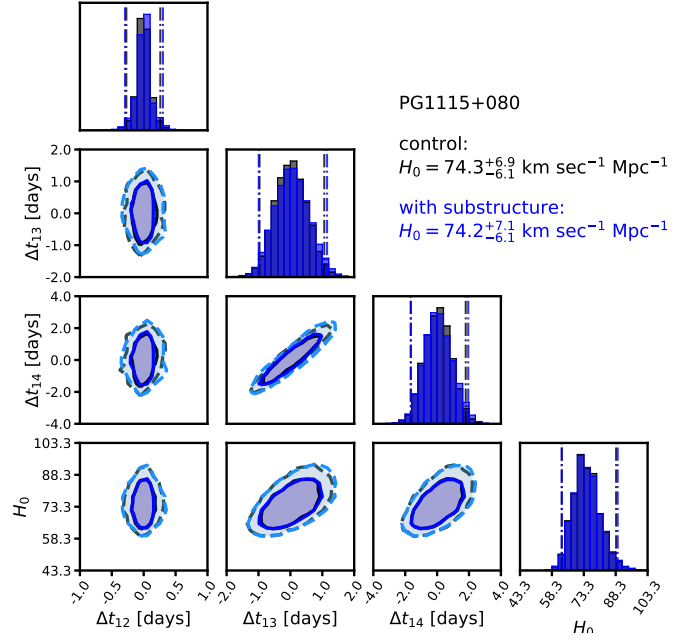 PG1115+080
control:
H₀ = 74.3⁺⁶·⁹₋₆.₁ km sec⁻¹ Mpc⁻¹
with substructure:
H₀ = 74.2⁺⁷·¹₋₆.₁ km sec⁻¹ Mpc⁻¹
Δt₁₃ [days]
2.0
1.0
0.0
-1.0
-2.0
Δt₁₄ [days]
4.0
2.0
0.0
-2.0
-4.0
H₀
103.3
88.3
73.3
58.3
43.3
-1.0 -0.5 0.0 0.5 1.0
-2.0 -1.0 0.0 1.0 2.0
-4.0 -2.0 0.0 2.0 4.0
43.3 58.3 73.3 88.3 103.3
Δt₁₂ [days]
Δt₁₃ [days]
Δt₁₄ [days]
H₀